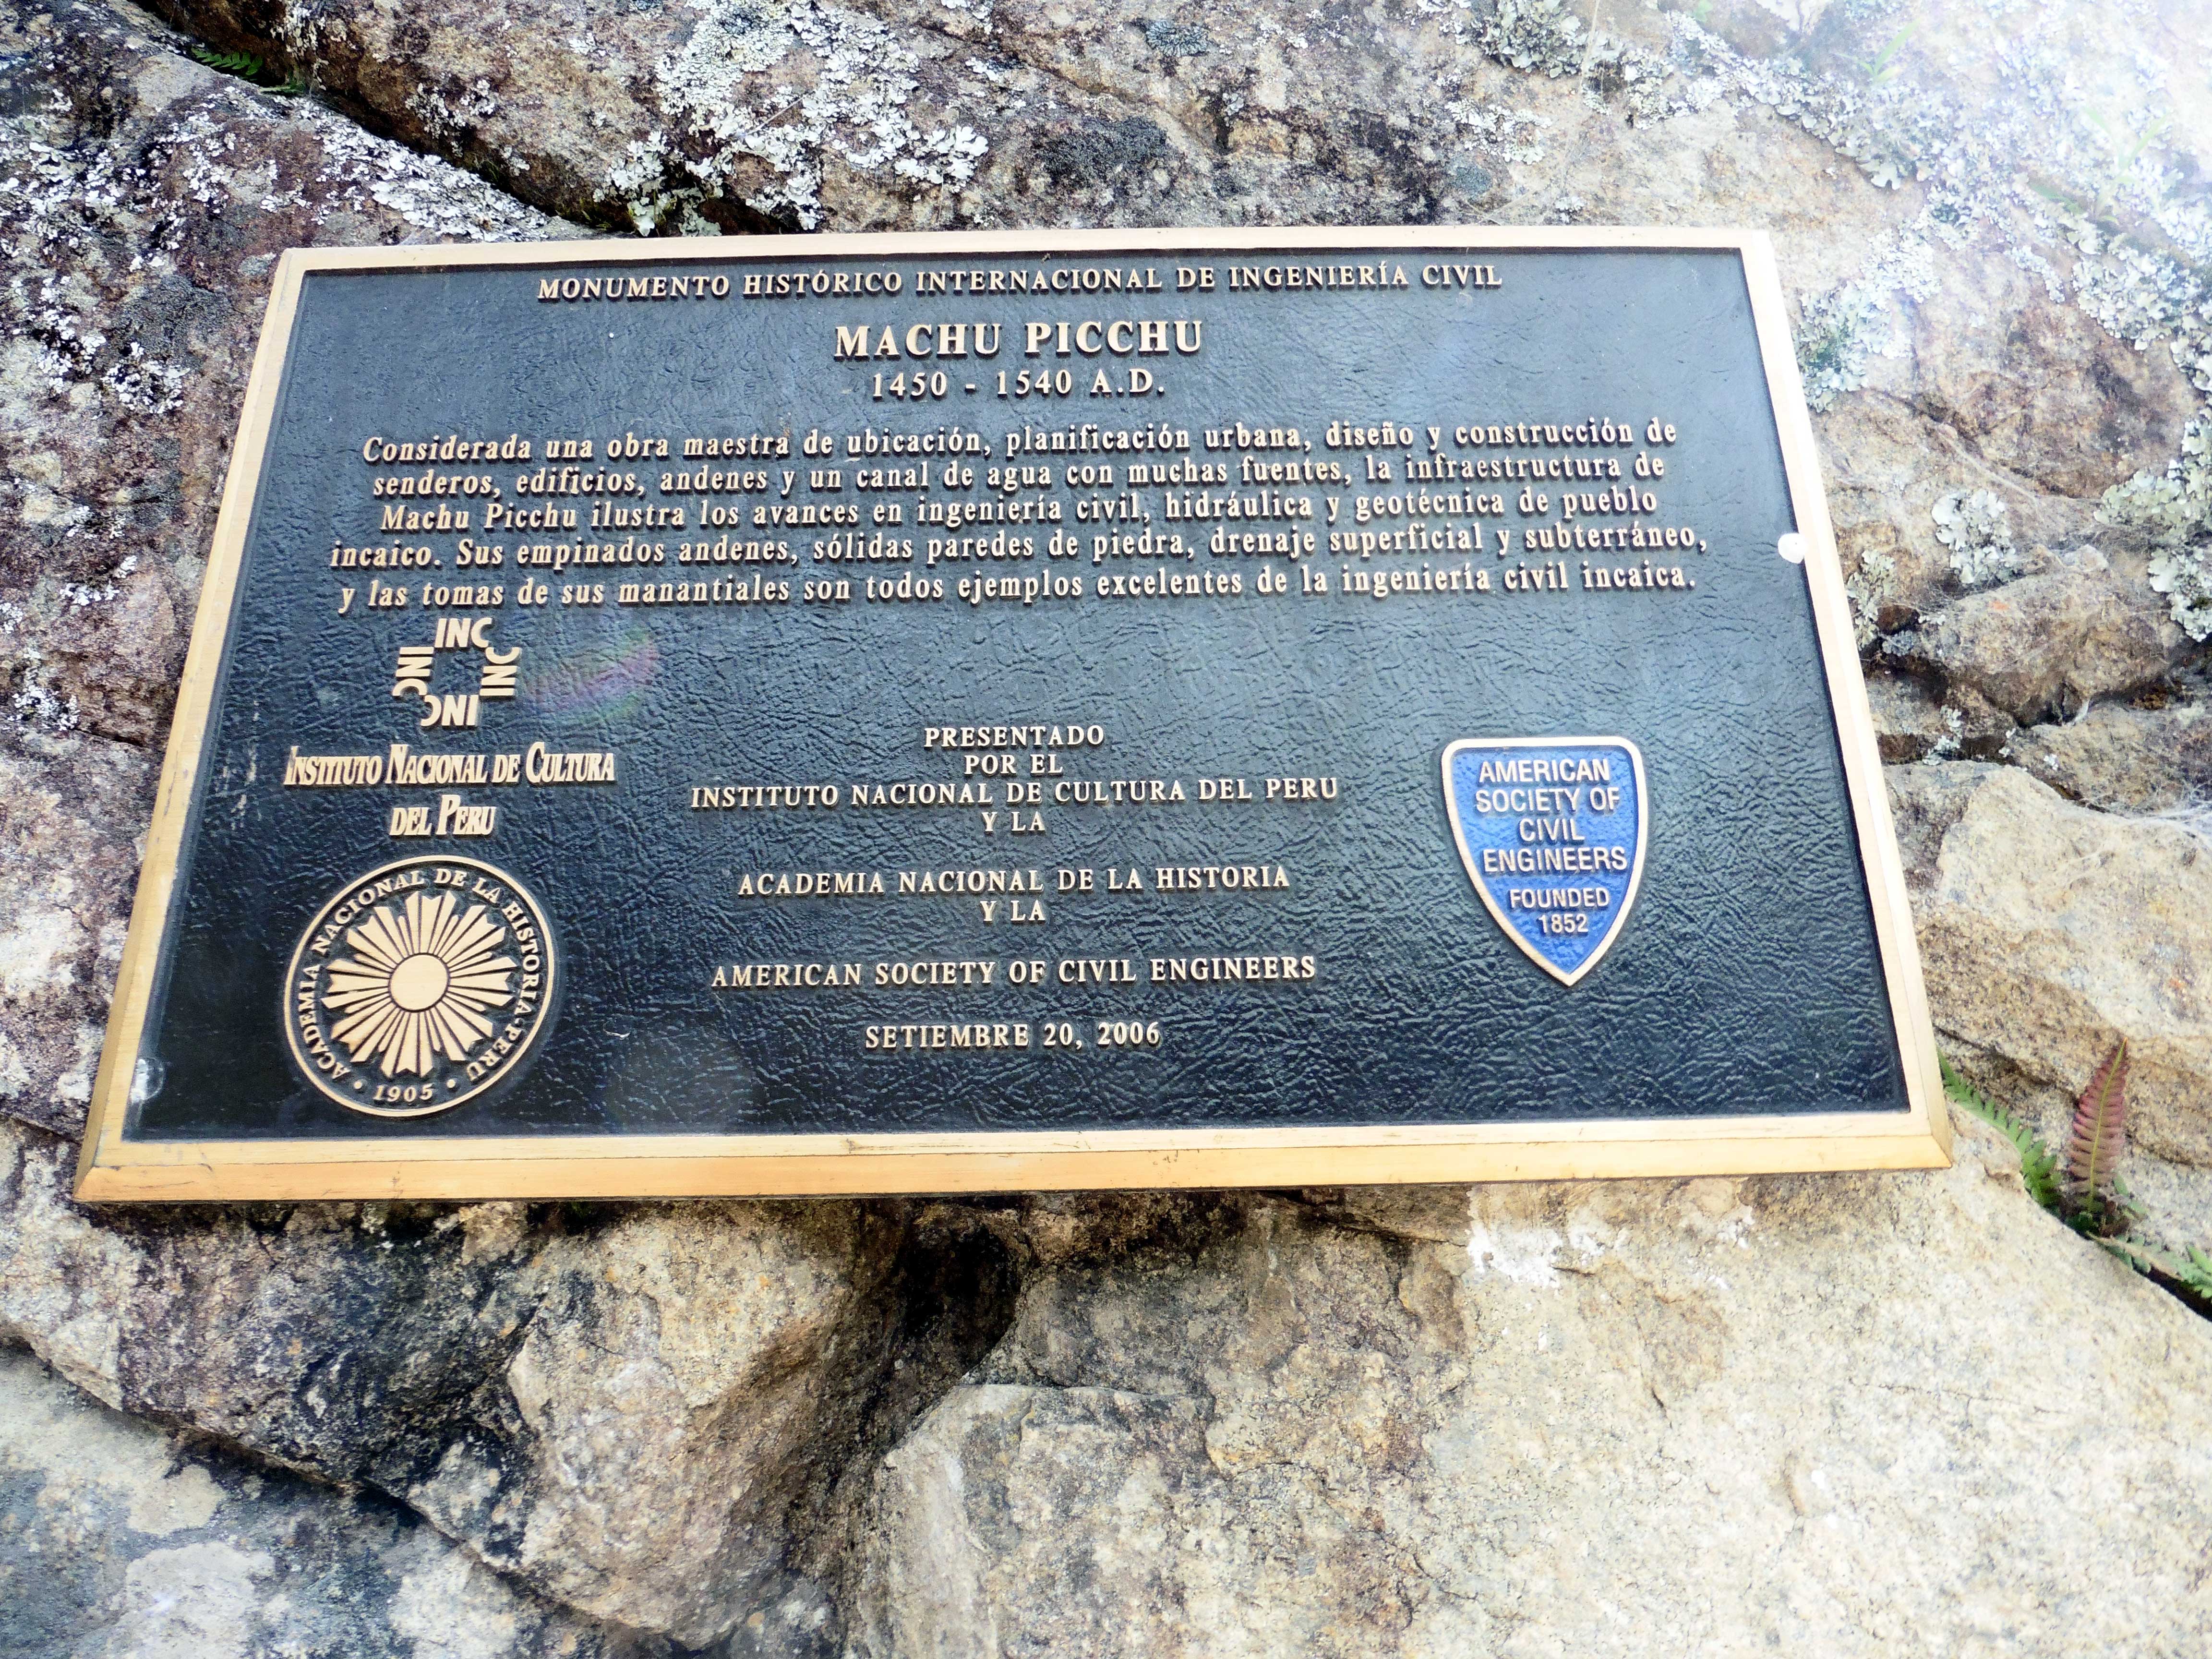 MONUMENTO HISTÓRICO INTERNACIONAL DE INGENIERÍA CIVIL
MACHU PICCHU
1450 - 1540 A.D.
Considerada una obra maestra de ubicación, planificación urbana, diseño y construcción de
senderos, edificios, andenes y un canal de agua con muchas fuentes, la infraestructura de
Machu Picchu ilustra los avances en ingeniería civil, hidráulica y geotécnica de pueblo
incaico. Sus empinados andenes, sólidas paredes de piedra, drenaje superficial y subterráneo,
y las tomas de sus manantiales son todos ejemplos excelentes de la ingeniería civil incaica.
INC
INC
INC
INC
INSTITUTO NACIONAL DE CULTURA
DEL PERU
ACADEMIA NACIONAL DE LA HISTORIA-PERU
• 1905 •
PRESENTADO
POR EL
INSTITUTO NACIONAL DE CULTURA DEL PERU
Y LA
ACADEMIA NACIONAL DE LA HISTORIA
Y LA
AMERICAN SOCIETY OF CIVIL ENGINEERS
SETIEMBRE 20, 2006
AMERICAN
SOCIETY OF
CIVIL
ENGINEERS
FOUNDED
1852